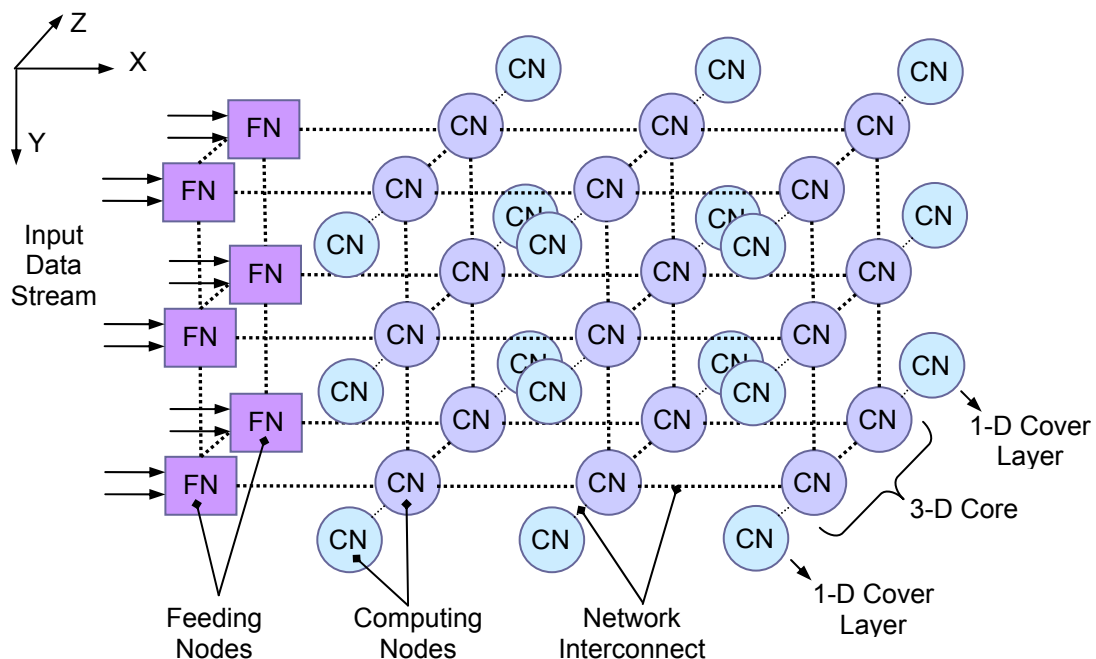 Z
X
Y
CN CN CN
FN CN CN CN
FN CN CN CN
CN CN CN
CN CN CN
FN CN CN CN
Input
Data
Stream
FN CN CN CN
CN CN CN
CN CN CN
FN CN CN CN
1-D Cover
Layer
FN CN CN CN
3-D Core
CN CN CN
1-D Cover
Layer
Feeding
Nodes
Computing
Nodes
Network
Interconnect